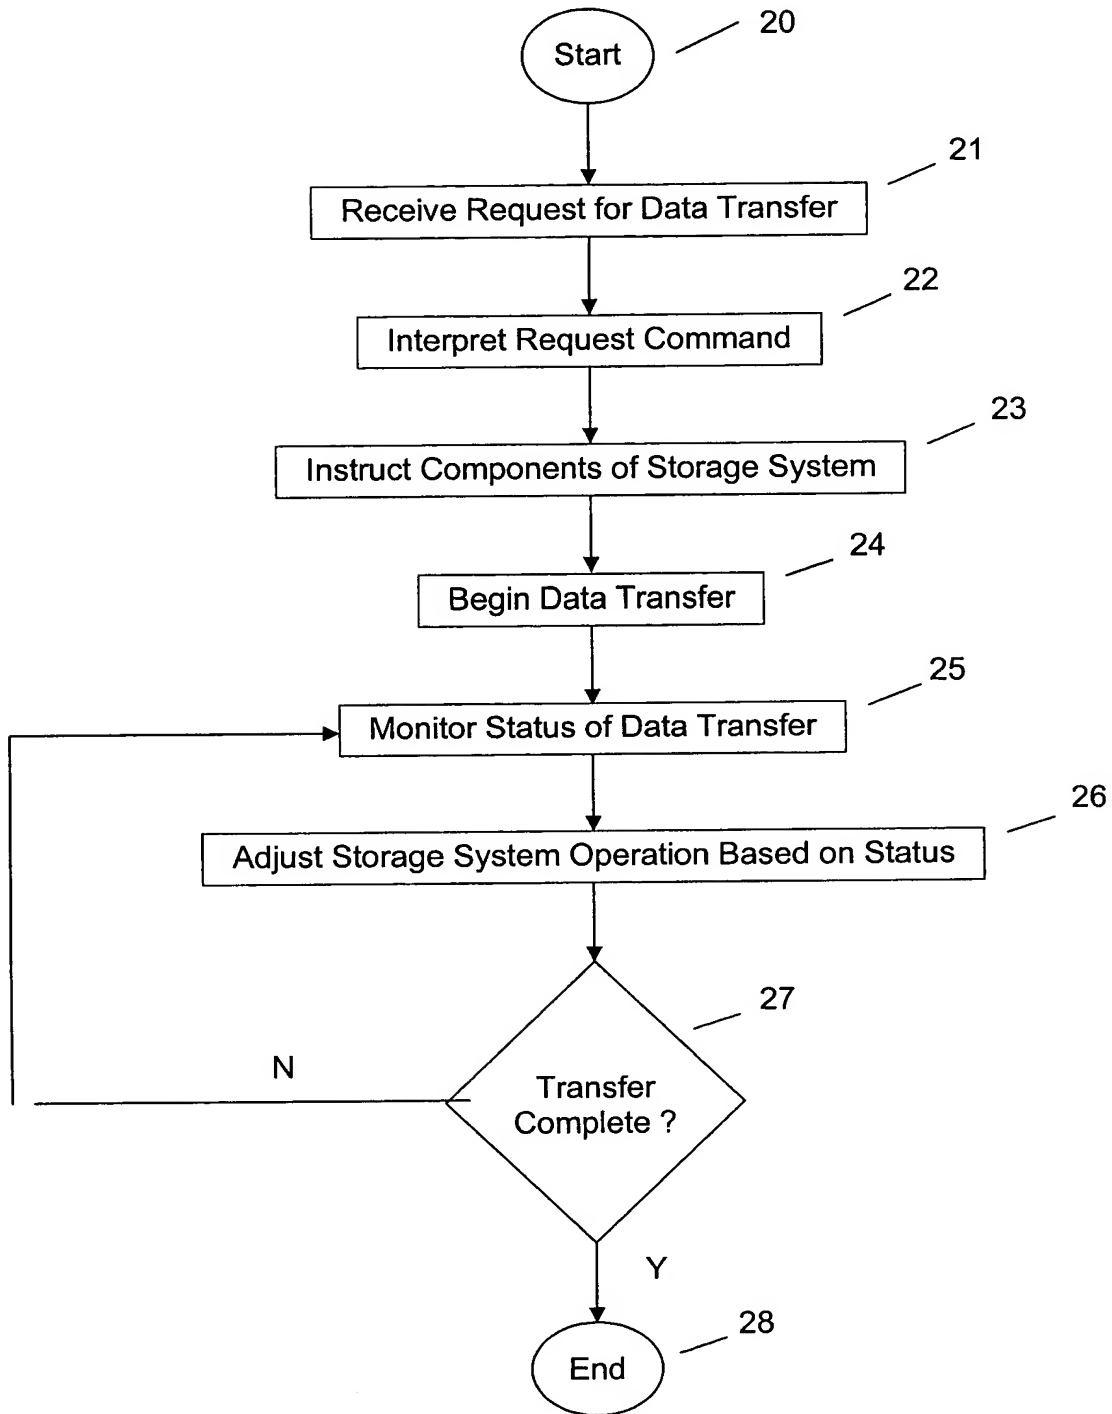 20
Start
21
Receive Request for Data Transfer
22
Interpret Request Command
23
Instruct Components of Storage System
24
Begin Data Transfer
25
Monitor Status of Data Transfer
26
Adjust Storage System Operation Based on Status
27
N
Transfer
Complete ?
Y
28
End